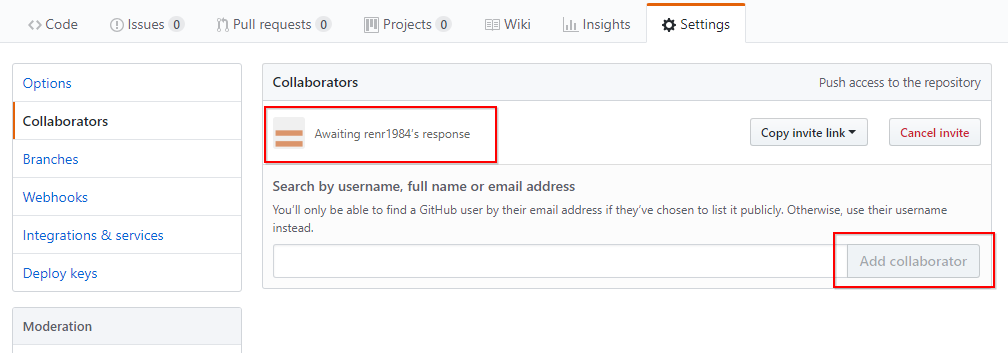 Code Issues 0 Pull requests 0 Projects 0 Wiki Insights Settings
Options
Collaborators
Branches
Webhooks
Integrations & services
Deploy keys
Moderation
Collaborators Push access to the repository
Awaiting renr1984's response Copy invite link Cancel invite
Search by username, full name or email address
You'll only be able to find a GitHub user by their email address if they've chosen to list it publicly. Otherwise, use their username
instead.
Add collaborator